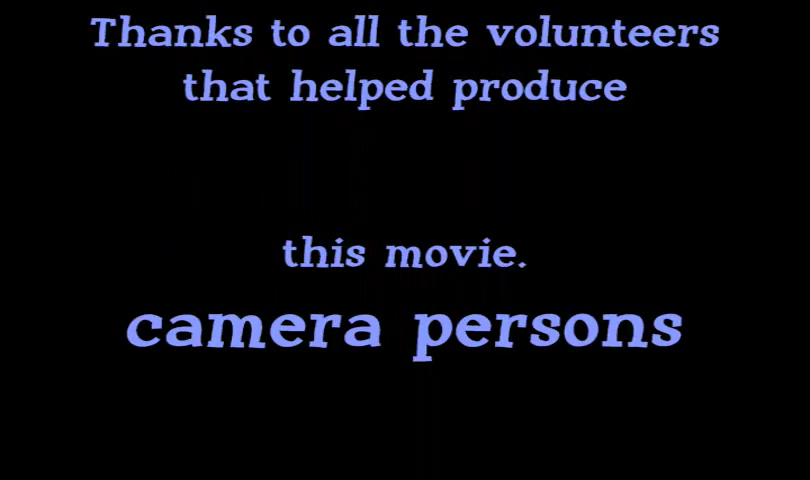 Thanks to all the volunteers
that helped produce
this movie.
camera persons